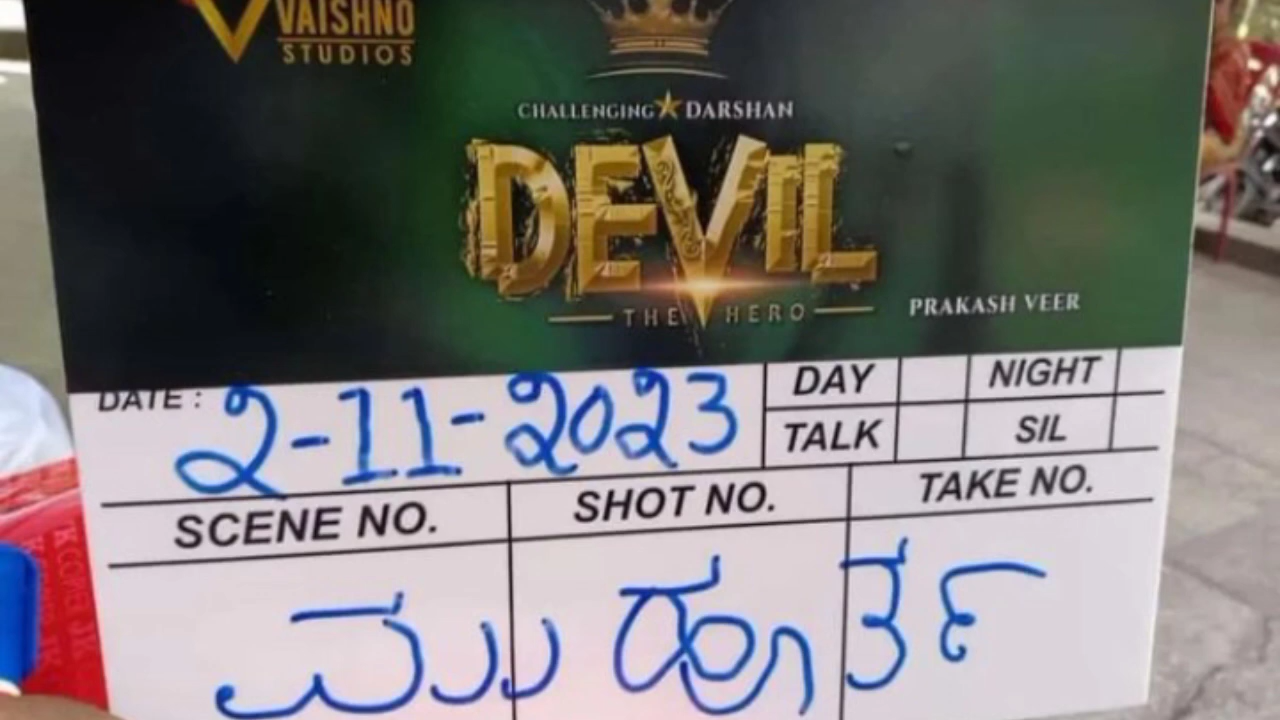 VAISHNO
STUDIOS
CHALLENGING★DARSHAN
DEVIL
THE HERO
PRAKASH VEER
DATE : 2-11-2023
DAY NIGHT
TALK SIL
SCENE NO. SHOT NO. TAKE NO.
ಮುಹೂರ್ತ